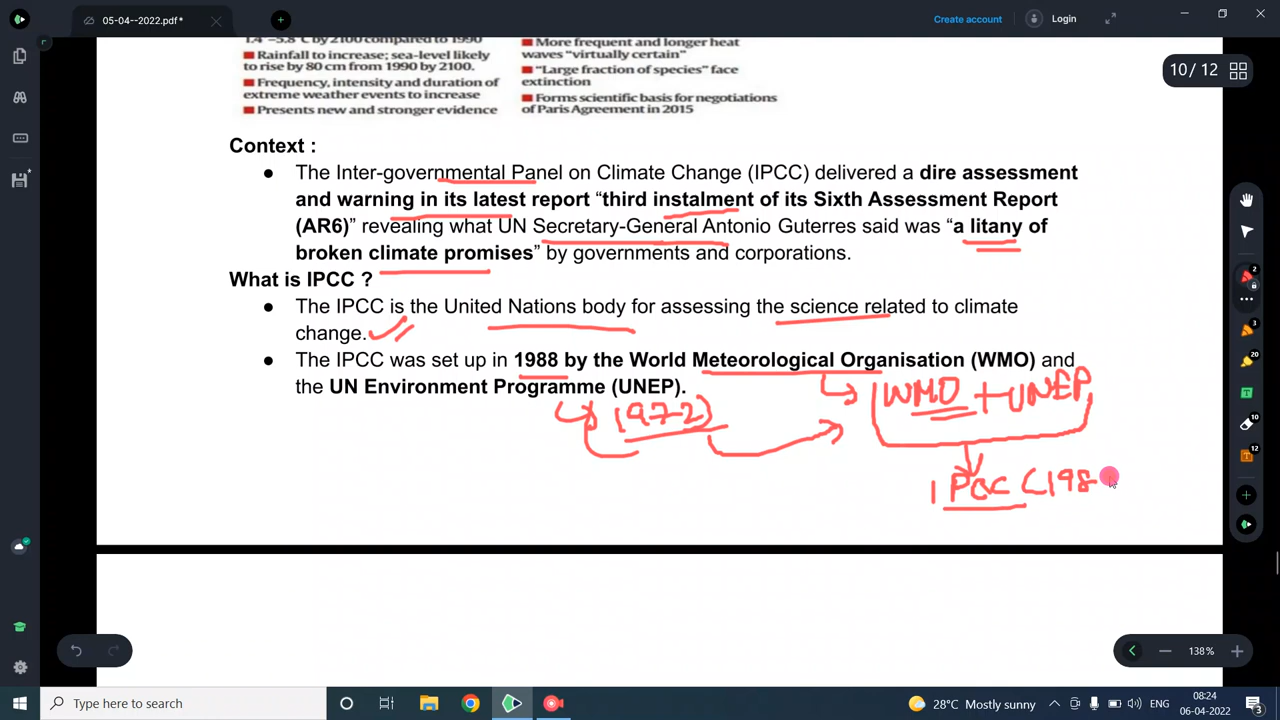 05-04--2022.pdf*
Create account
Login
10/ 12
1.4°–5.8°C by 2100 compared to 1990
Rainfall to increase; sea-level likely
to rise by 80 cm from 1990 by 2100.
Frequency, intensity and duration of
extreme weather events to increase
Presents new and stronger evidence
More frequent and longer heat
waves “virtually certain”
“Large fraction of species” face
extinction
Forms scientific basis for negotiations
of Paris Agreement in 2015
Context :
● The Inter-governmental Panel on Climate Change (IPCC) delivered a dire assessment
and warning in its latest report “third instalment of its Sixth Assessment Report
(AR6)” revealing what UN Secretary-General Antonio Guterres said was “a litany of
broken climate promises” by governments and corporations.
What is IPCC ?
● The IPCC is the United Nations body for assessing the science related to climate
change.
● The IPCC was set up in 1988 by the World Meteorological Organisation (WMO) and
the UN Environment Programme (UNEP).
WMO + UNEP
1972)
IPCC (198
2
3
20
2
12
138%
Type here to search
28°C Mostly sunny
ENG
08:24
06-04-2022
3